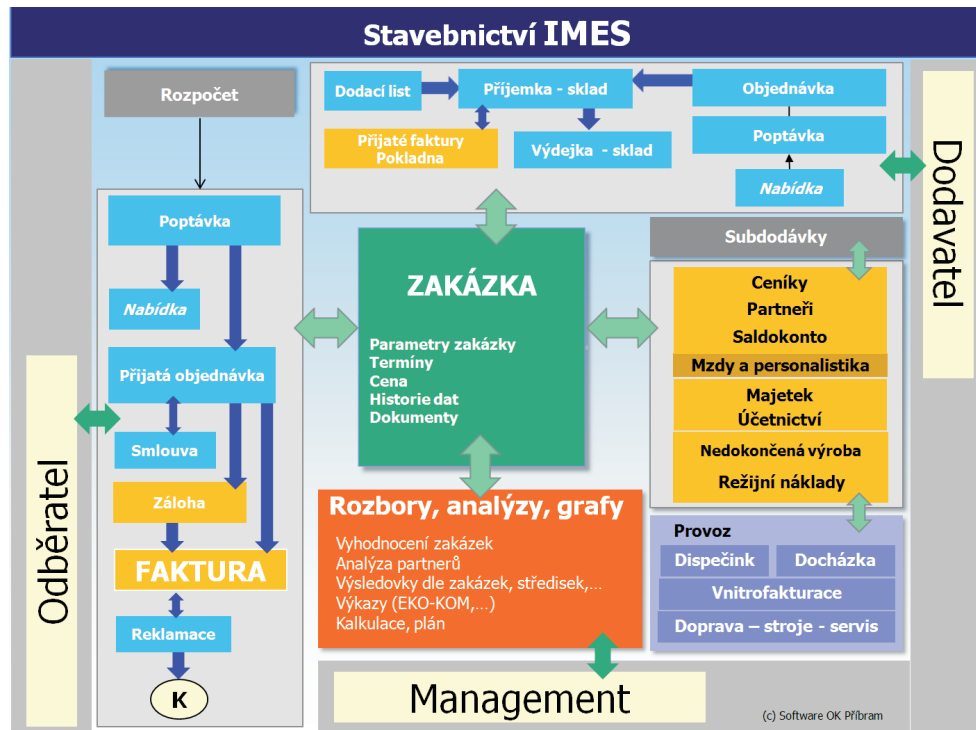 Stavebnictví IMES
Rozpočet
Dodací list
Příjemka - sklad
Objednávka
Přijaté faktury
Pokladna
Výdejka  - sklad
Poptávka
Nabídka
Dodavatel
Poptávka
Nabídka
Přijatá objednávka
Smlouva
Záloha
FAKTURA
Reklamace
K
Odběratel
ZAKÁZKA
Parametry zakázky
Termíny
Cena
Historie dat
Dokumenty
Subdodávky
Ceníky
Partneři
Saldokonto
Mzdy a personalistika
Majetek
Účetnictví
Nedokončená výroba
Režijní náklady
Rozbory, analýzy, grafy
Vyhodnocení zakázek
Analýza partnerů
Výsledovky dle zakázek, středisek,...
Výkazy (EKO-KOM,...)
Kalkulace, plán
Provoz
Dispečink
Docházka
Vnitrofakturace
Doprava – stroje - servis
Management
(c) Software OK Příbram